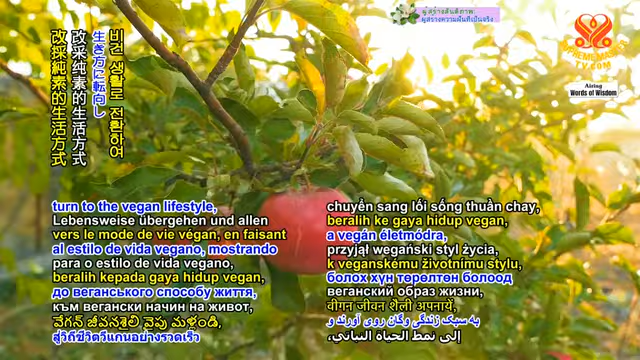 ผู้สร้างสันติภาพ:
ผู้สร้างความฝันที่เป็นจริง
SUPREME MASTER
TV.COM
Airing
Words of Wisdom
비건 생활로 전환하여
生き方に転向し
改采纯素的生活方式
改採純素的生活方式
turn to the vegan lifestyle,
Lebensweise übergehen und allen
vers le mode de vie végan, en faisant
al estilo de vida vegano, mostrando
para o estilo de vida vegano,
beralih kepada gaya hidup vegan,
до веганського способу життя,
към вегански начин на живот,
వేగన్ జీవనశైలి వైపు మళ్లండి,
สู่วิถีชีวิตวีแกนอย่างรวดเร็ว
chuyển sang lối sống thuần chay,
beralih ke gaya hidup vegan,
a vegán életmódra,
przyjął wegański styl życia,
k veganskému životnímu stylu,
болох хүн төрөлтөн болоод
веганский образ жизни,
वीगन जीवन शैली अपनायें,
به سبک زندگی وگان روی آورند و
إلى نمط الحياة النباتي،